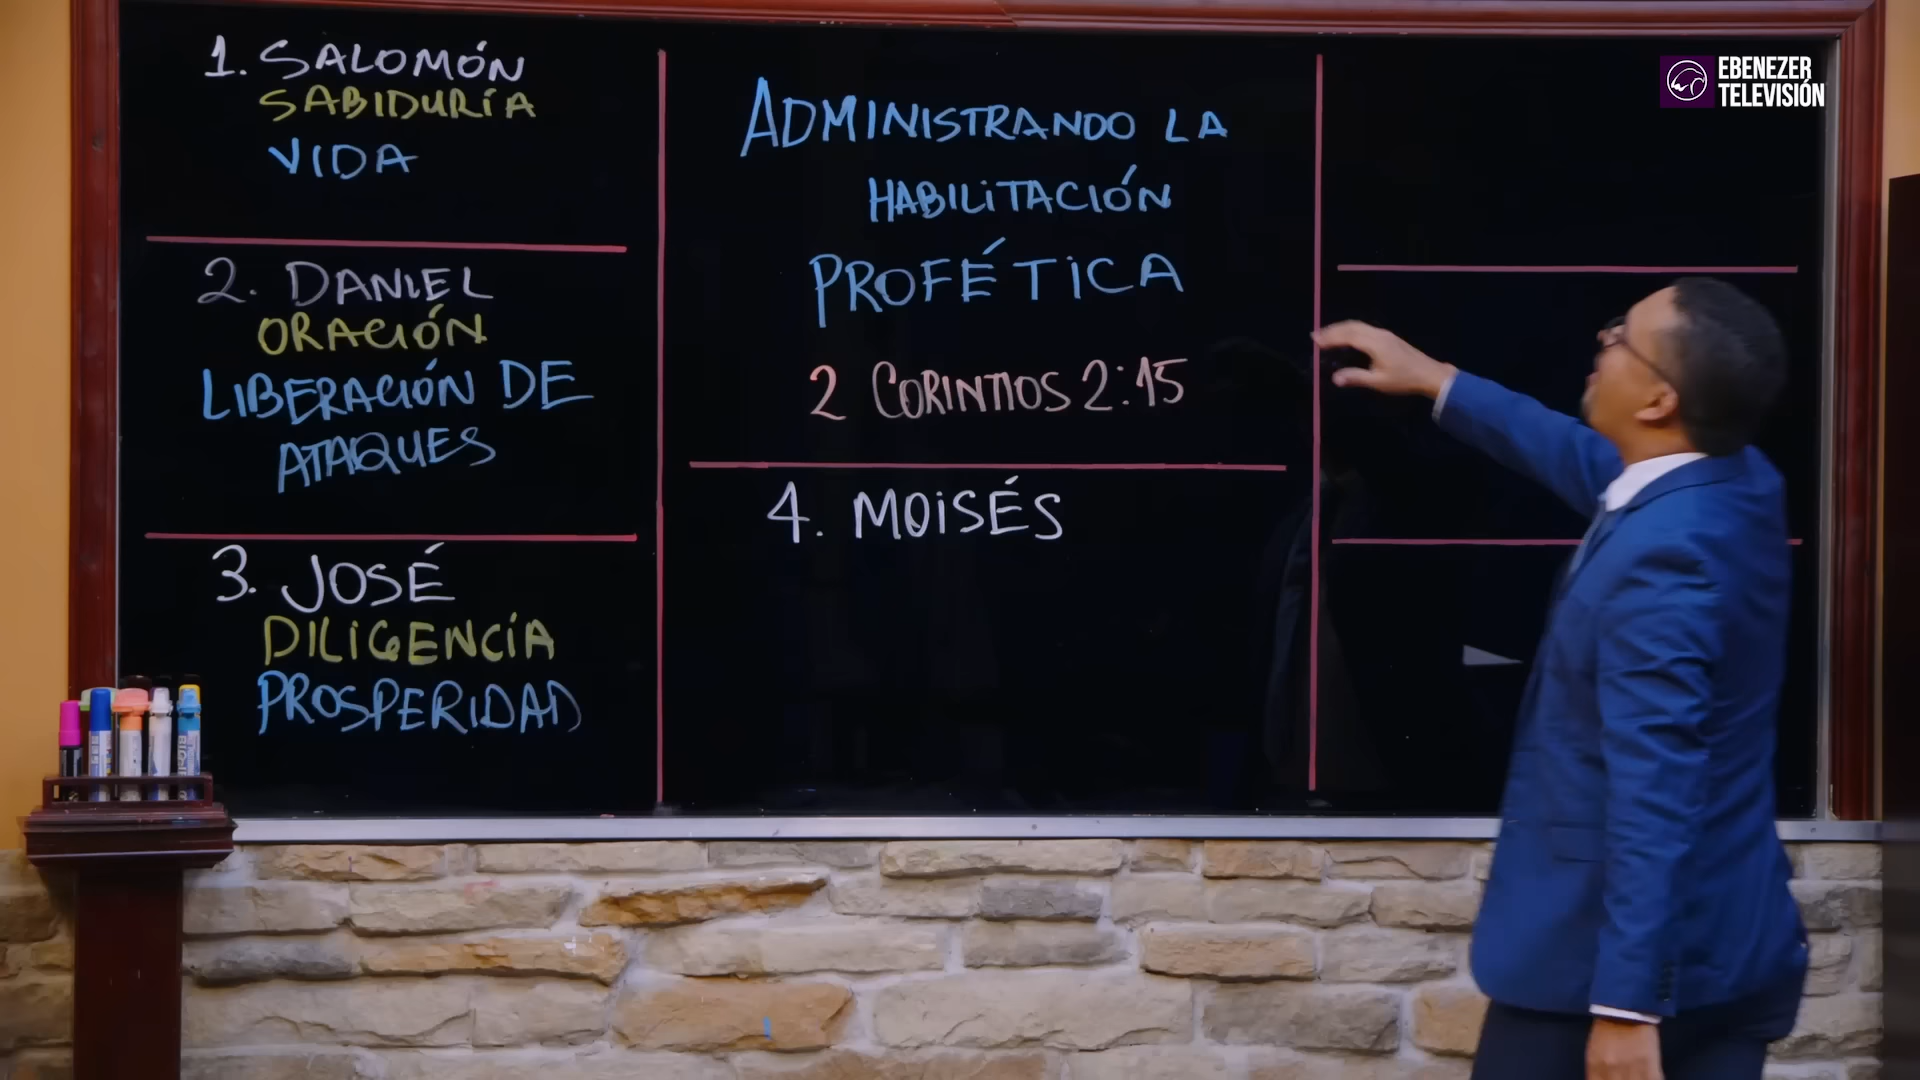 1. SALOMÓN
SABIDURÍA
VIDA
2. DANIEL
ORACIÓN
LIBERACIÓN DE
ATAQUES
3. JOSÉ
DILIGENCÍA
PROSPERIDAD
ADMINISTRANDO LA
HABILITACIÓN
PROFÉTICA
2 CORINTIOS 2:15
4. MOISÉS
EBENEZER
TELEVISIÓN